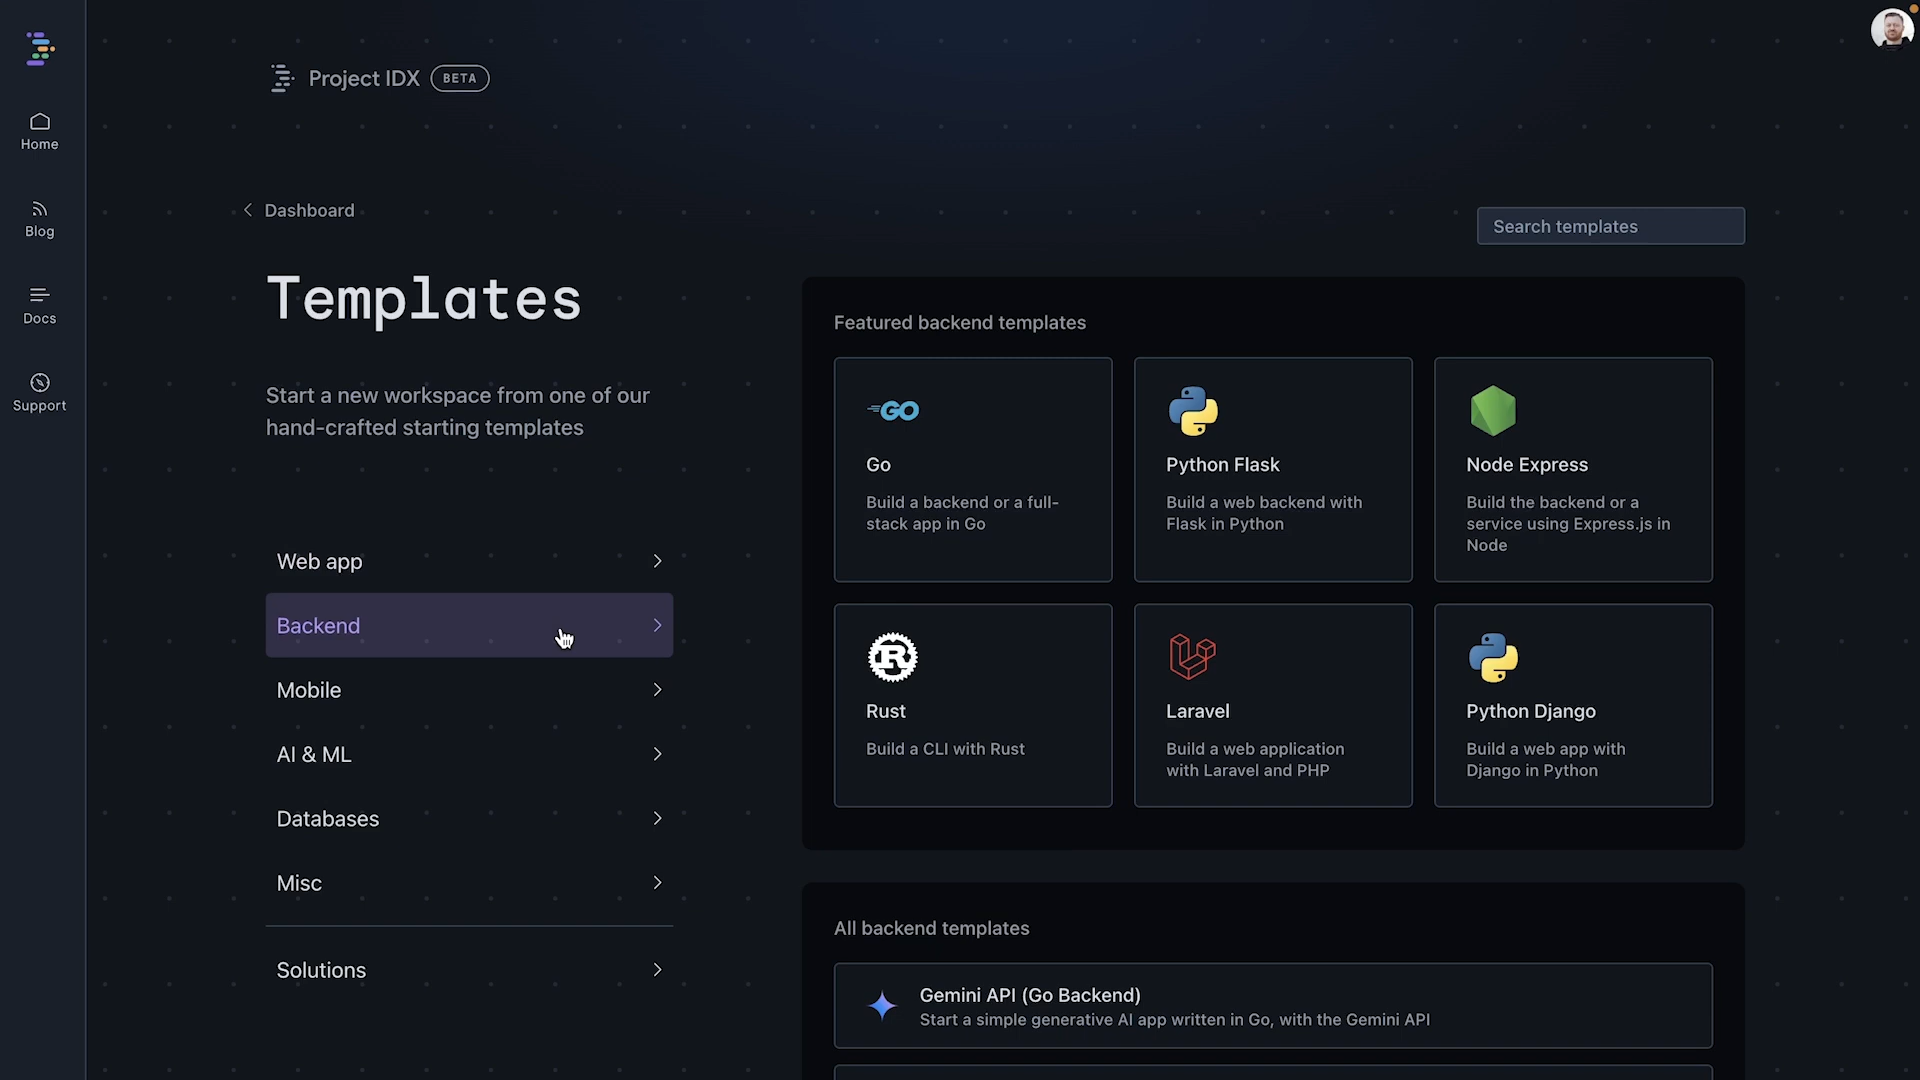 Home
Blog
Docs
Support
Project IDX BETA
Dashboard
Templates
Start a new workspace from one of our
hand-crafted starting templates
Web app
Backend
Mobile
AI & ML
Databases
Misc
Solutions
Search templates
Featured backend templates
GO
Go
Build a backend or a full-
stack app in Go
Python Flask
Build a web backend with
Flask in Python
Node Express
Build the backend or a
service using Express.js in
Node
R
Rust
Build a CLI with Rust
Laravel
Build a web application
with Laravel and PHP
Python Django
Build a web app with
Django in Python
All backend templates
Gemini API (Go Backend)
Start a simple generative AI app written in Go, with the Gemini API